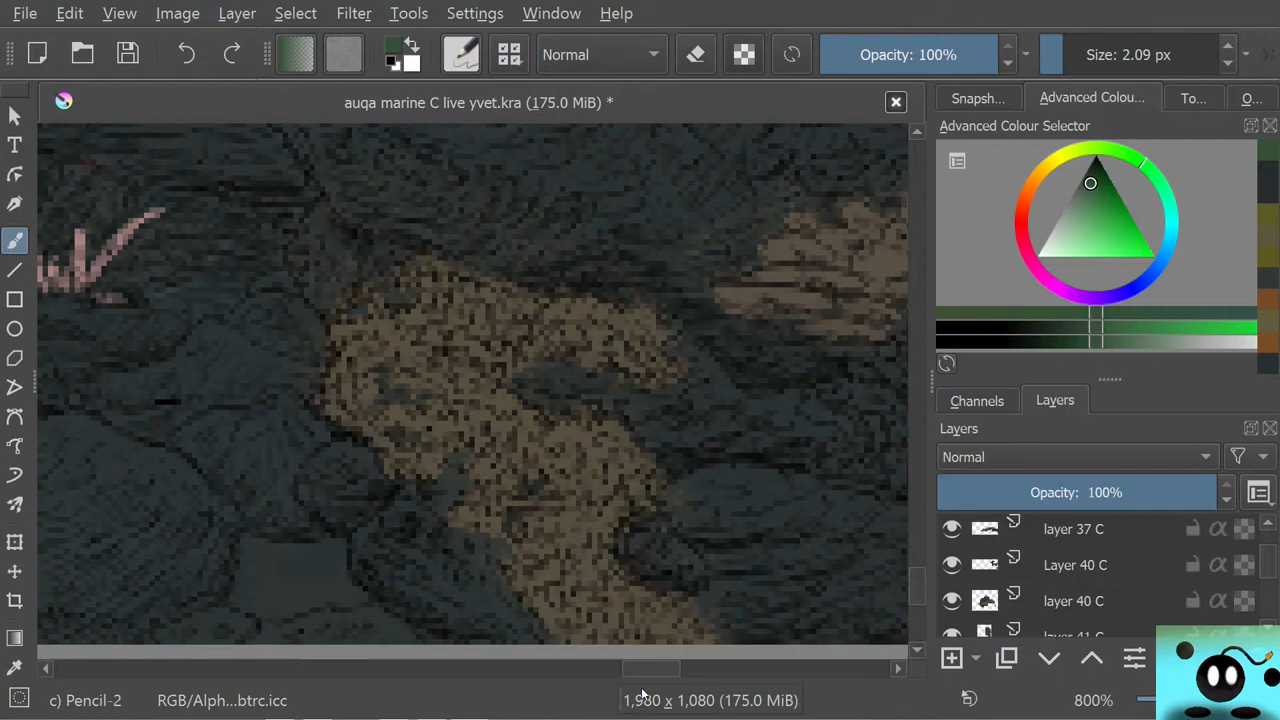 File Edit View Image Layer Select Filter Tools Settings Window Help
Normal Opacity: 100% Size: 2.09 px
auqa marine C live yvet.kra (175.0 MiB) *
Snapsh... Advanced Colou... To... O...
Advanced Colour Selector
Channels Layers
Layers
Normal
Opacity: 100%
layer 37 C
Layer 40 C
layer 40 C
layer 41 C
c) Pencil-2 RGB/Alph...btrc.icc 1,980 x 1,080 (175.0 MiB) 800%